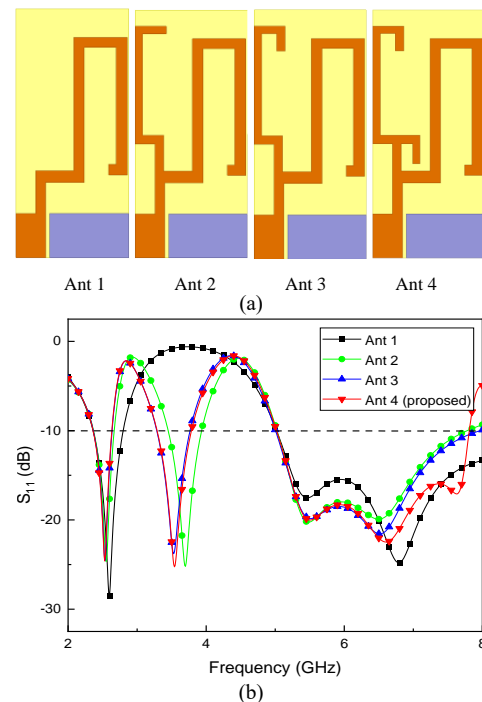 Ant 1 Ant 2 Ant 3 Ant 4
(a)
Ant 1
Ant 2
Ant 3
Ant 4 (proposed)
0
-10
-20
-30
S11 (dB)
2 4 6 8
Frequency (GHz)
(b)